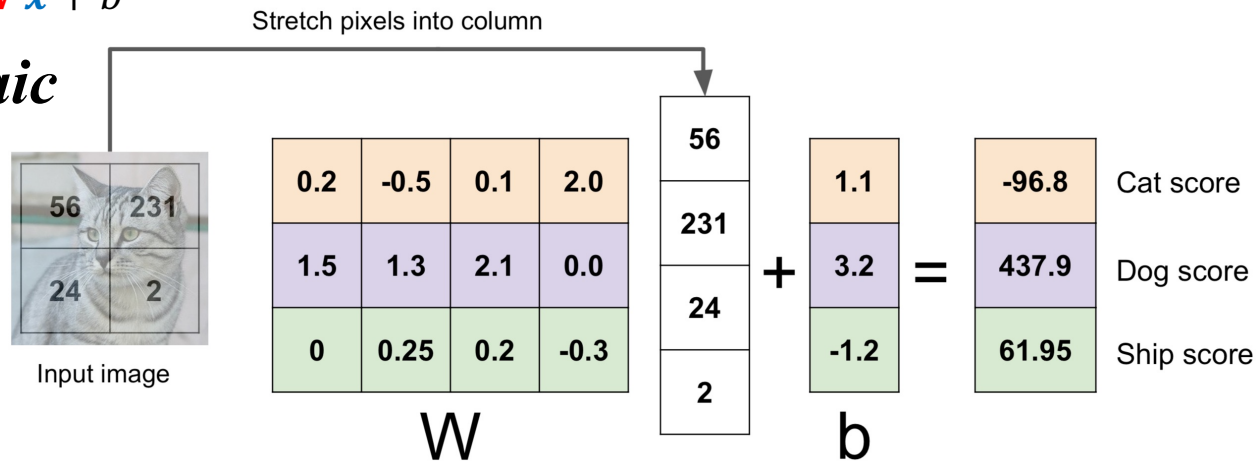 x + b
Stretch pixels into column
aic
56 231
24 2
Input image
0.2 -0.5 0.1 2.0
1.5 1.3 2.1 0.0
0 0.25 0.2 -0.3
W
56
231
24
2
+
1.1
3.2
-1.2
b
=
-96.8 Cat score
437.9 Dog score
61.95 Ship score